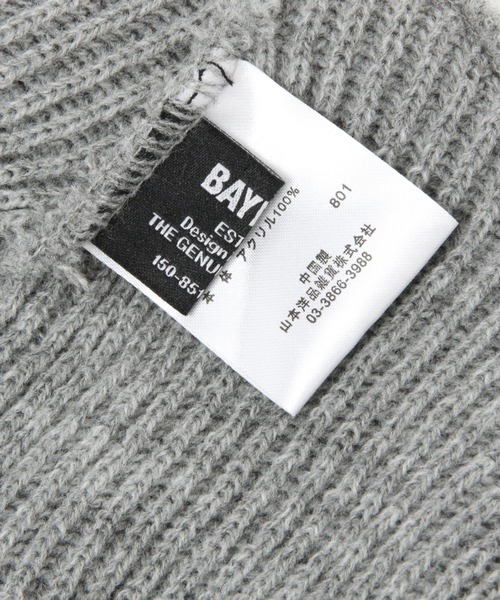 BAY
EST
Design
THE GENU
150-851
アクリル100%
801
中国製
山本洋品雑貨株式会社
03-3866-3988